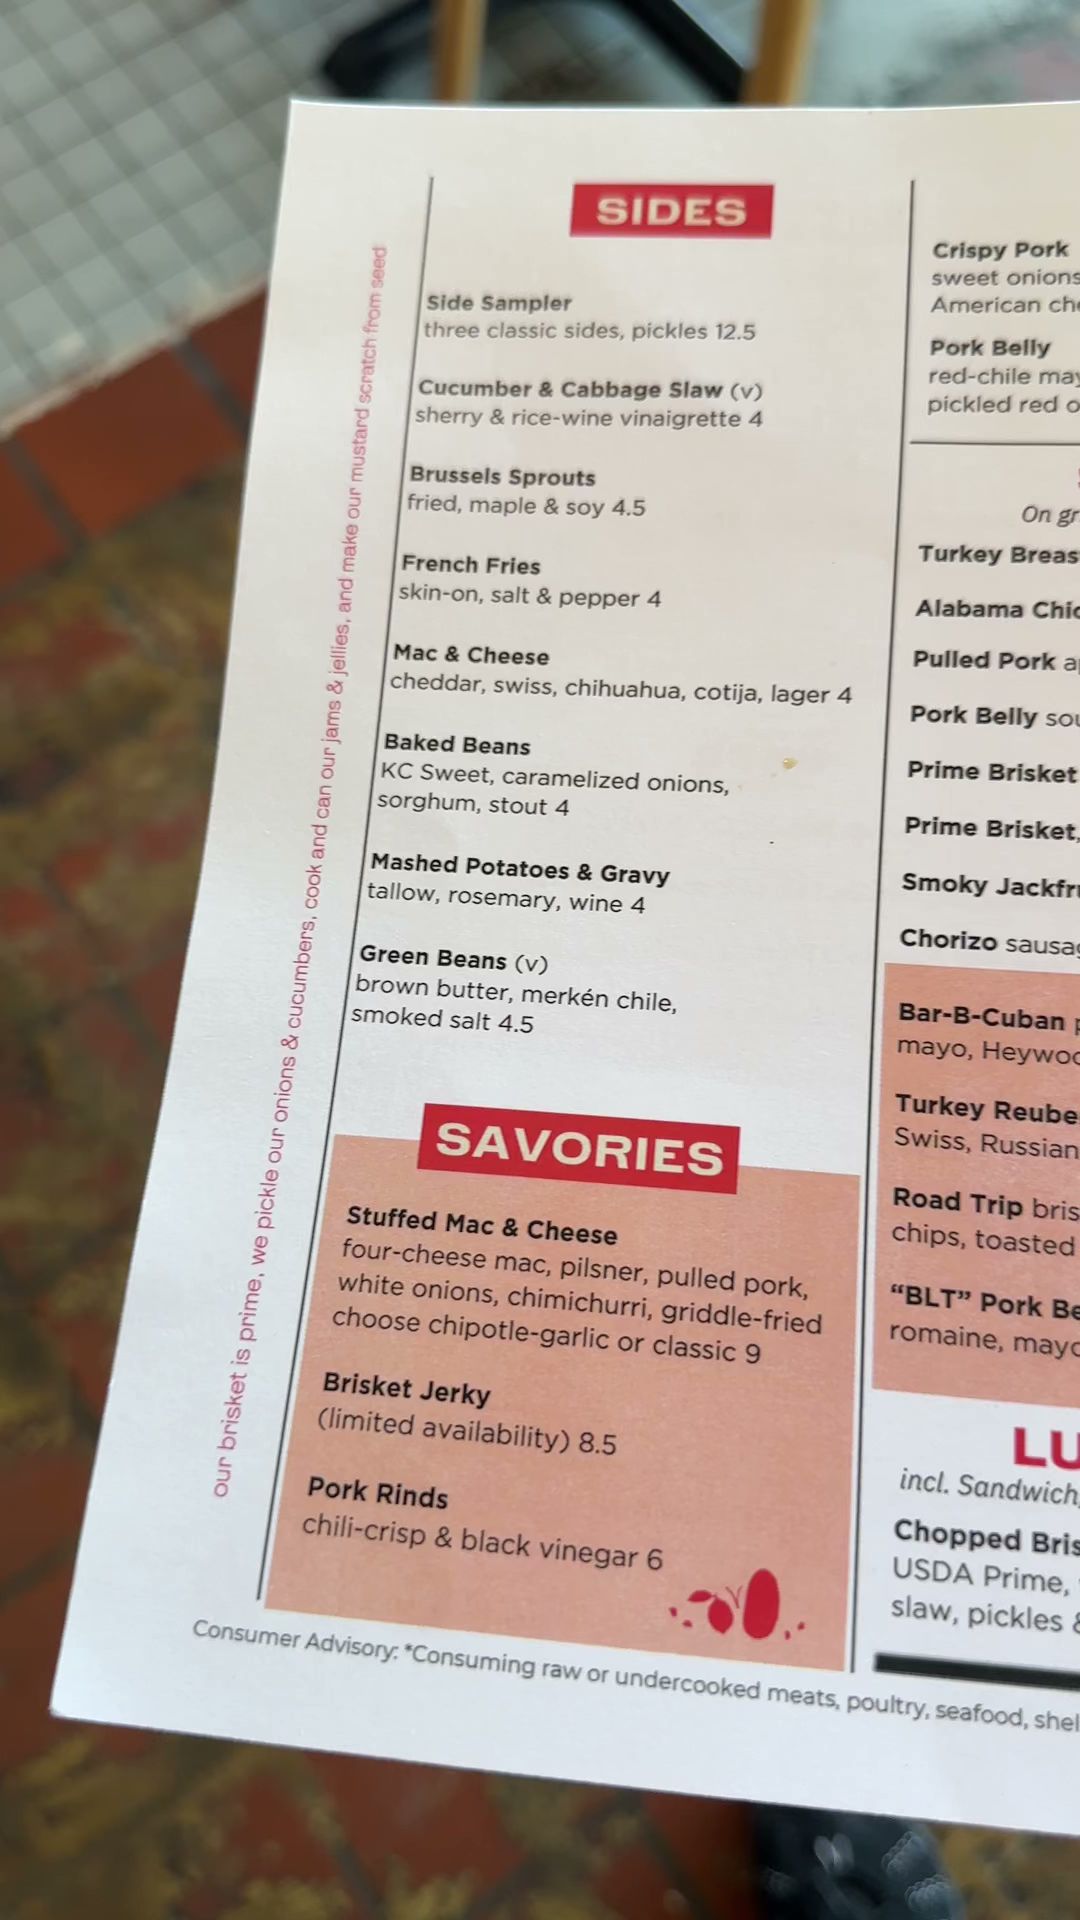 our brisket is prime, we pickle our onions & cucumbers, cook and can our jams & jellies, and make our mustard scratch from seed
SIDES
Side Sampler
three classic sides, pickles 12.5
Cucumber & Cabbage Slaw (v)
sherry & rice-wine vinaigrette 4
Brussels Sprouts
fried, maple & soy 4.5
French Fries
skin-on, salt & pepper 4
Mac & Cheese
cheddar, swiss, chihuahua, cotija, lager 4
Baked Beans
KC Sweet, caramelized onions,
sorghum, stout 4
Mashed Potatoes & Gravy
tallow, rosemary, wine 4
Green Beans (v)
brown butter, merkén chile,
smoked salt 4.5
SAVORIES
Stuffed Mac & Cheese
four-cheese mac, pilsner, pulled pork,
white onions, chimichurri, griddle-fried
choose chipotle-garlic or classic 9
Brisket Jerky
(limited availability) 8.5
Pork Rinds
chili-crisp & black vinegar 6
Crispy Pork
sweet onions
American
Pork Belly
red-chile
pickled red
On
Turkey
Alabama
Pulled Pork
Pork Belly
Prime Brisket
Prime Brisket,
Smoky
Chorizo
Bar-B-Cuban
mayo,
Turkey
Swiss, Russian
Road Trip
chips, toasted
"BLT" Pork
romaine,
incl. Sandwich,
Chopped
USDA Prime,
slaw, pickles &
Consumer Advisory: *Consuming raw or undercooked meats, poultry, seafood,